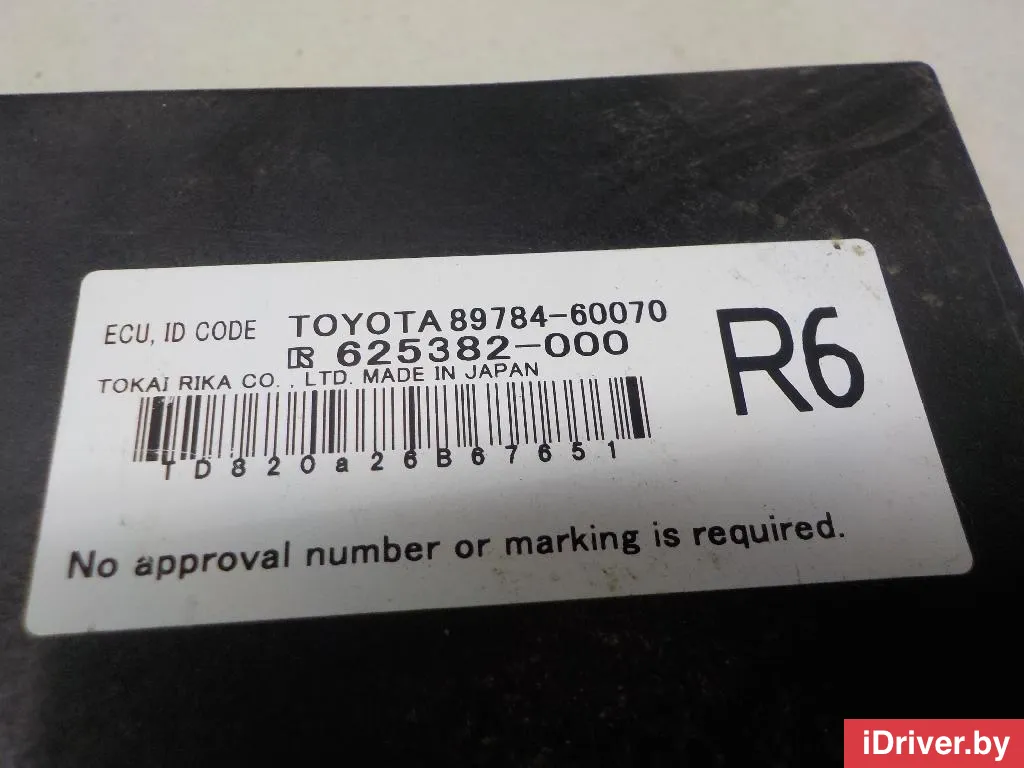 ECU, ID CODE TOYOTA 89784-60070
R 625382-000
TOKAI RIKA CO., LTD. MADE IN JAPAN
R6
TD820a26B67651
No approval number or marking is required.
iDriver.by